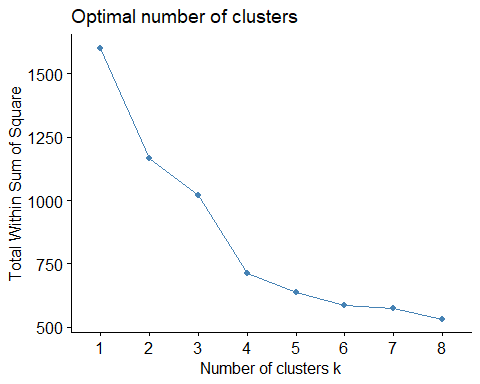 Optimal number of clusters
Total Within Sum of Square
1500
1250
1000
750
500
1 2 3 4 5 6 7 8
Number of clusters k